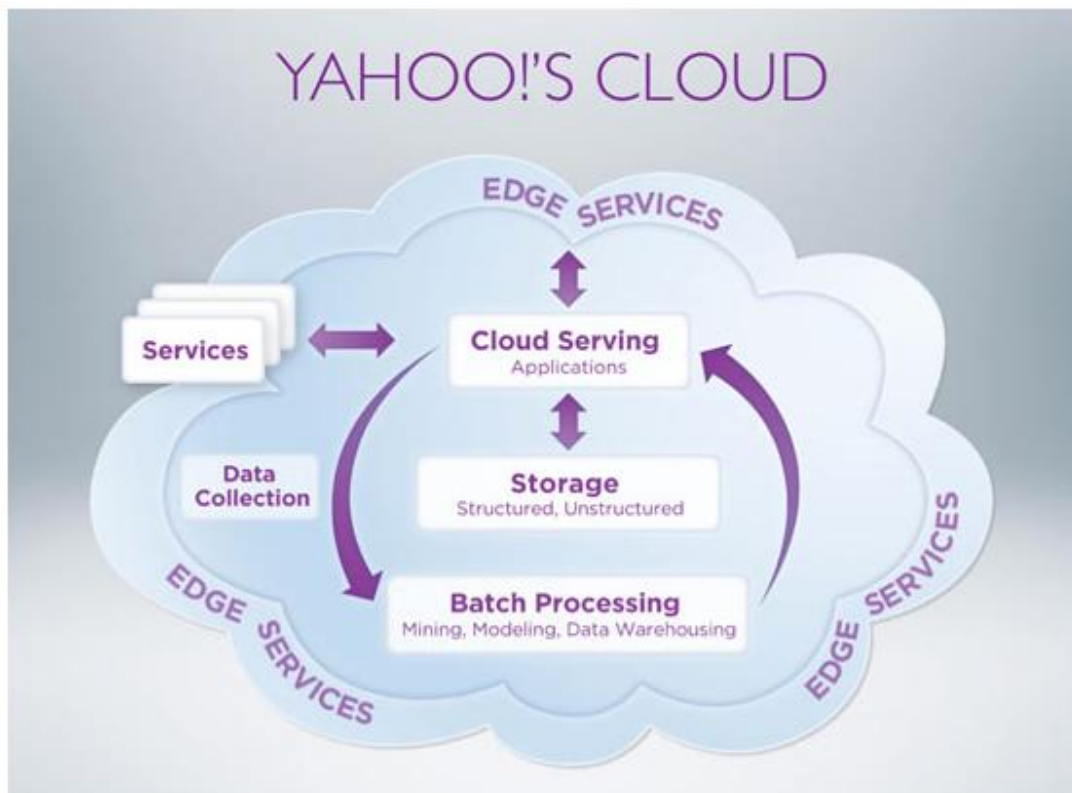 YAHOO!'S CLOUD
EDGE SERVICES
Services
Cloud Serving
Applications
Data
Collection
Storage
Structured, Unstructured
Batch Processing
Mining, Modeling, Data Warehousing
EDGE SERVICES
EDGE SERVICES